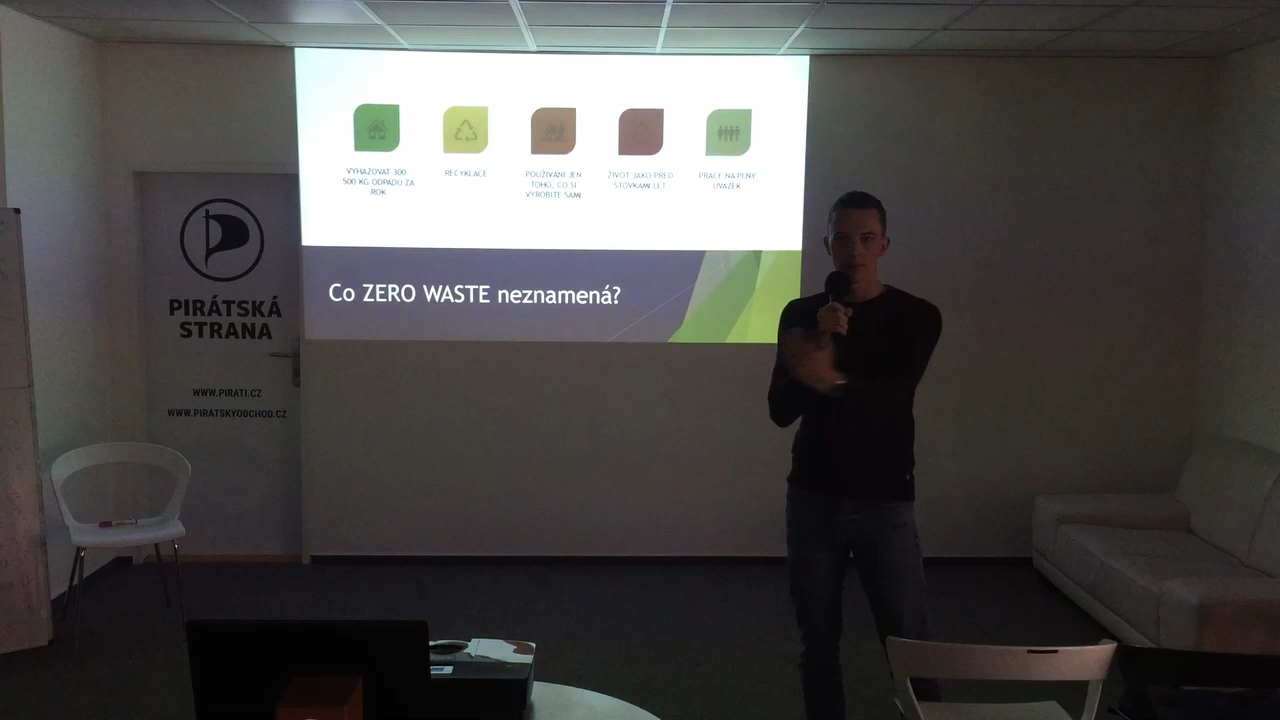 VYHAZOVAT 300
500 KG ODPADU ZA
ROK
RECYKLACE
POUŽÍVÁNÍ JEN
TOHO, CO SI
VYROBÍTE SAMI
ŽIVOT JAKO PŘED
STOVKAMI LET
PRÁCE NA PLNÝ
ÚVAZEK
Co ZERO WASTE neznamená?
PIRÁTSKÁ
STRANA
WWW.PIRATI.CZ
WWW.PIRATSKYOBCHOD.CZ